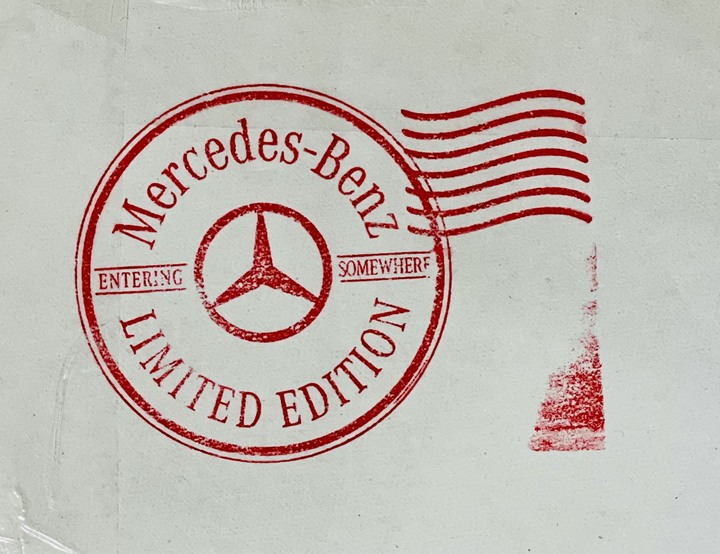 Mercedes-Benz
ENTERING SOMEWHERE
LIMITED EDITION